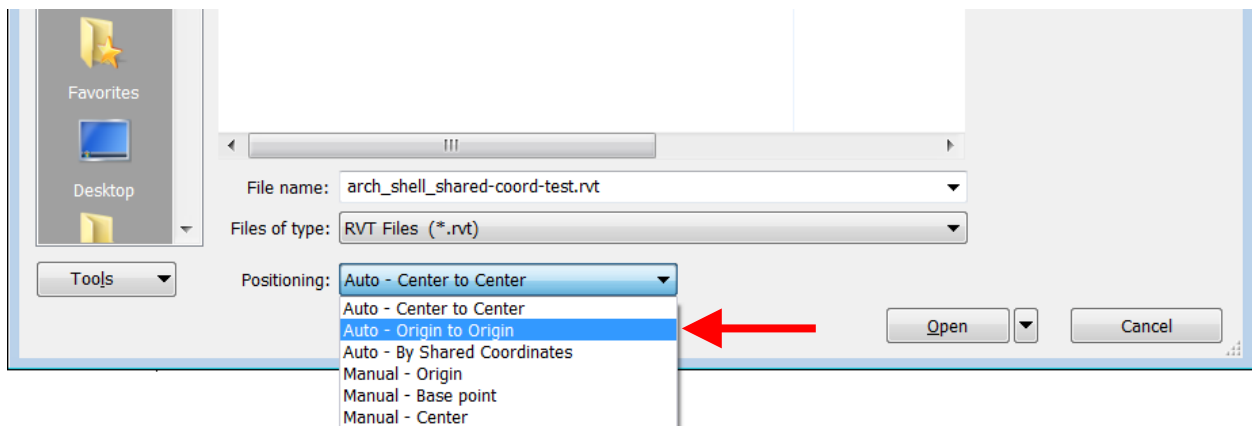 Favorites
Desktop
File name: arch_shell_shared-coord-test.rvt
Files of type: RVT Files (*.rvt)
Tools Positioning: Auto - Center to Center
Auto - Center to Center
Auto - Origin to Origin
Auto - By Shared Coordinates
Manual - Origin
Manual - Base point
Manual - Center
Open Cancel